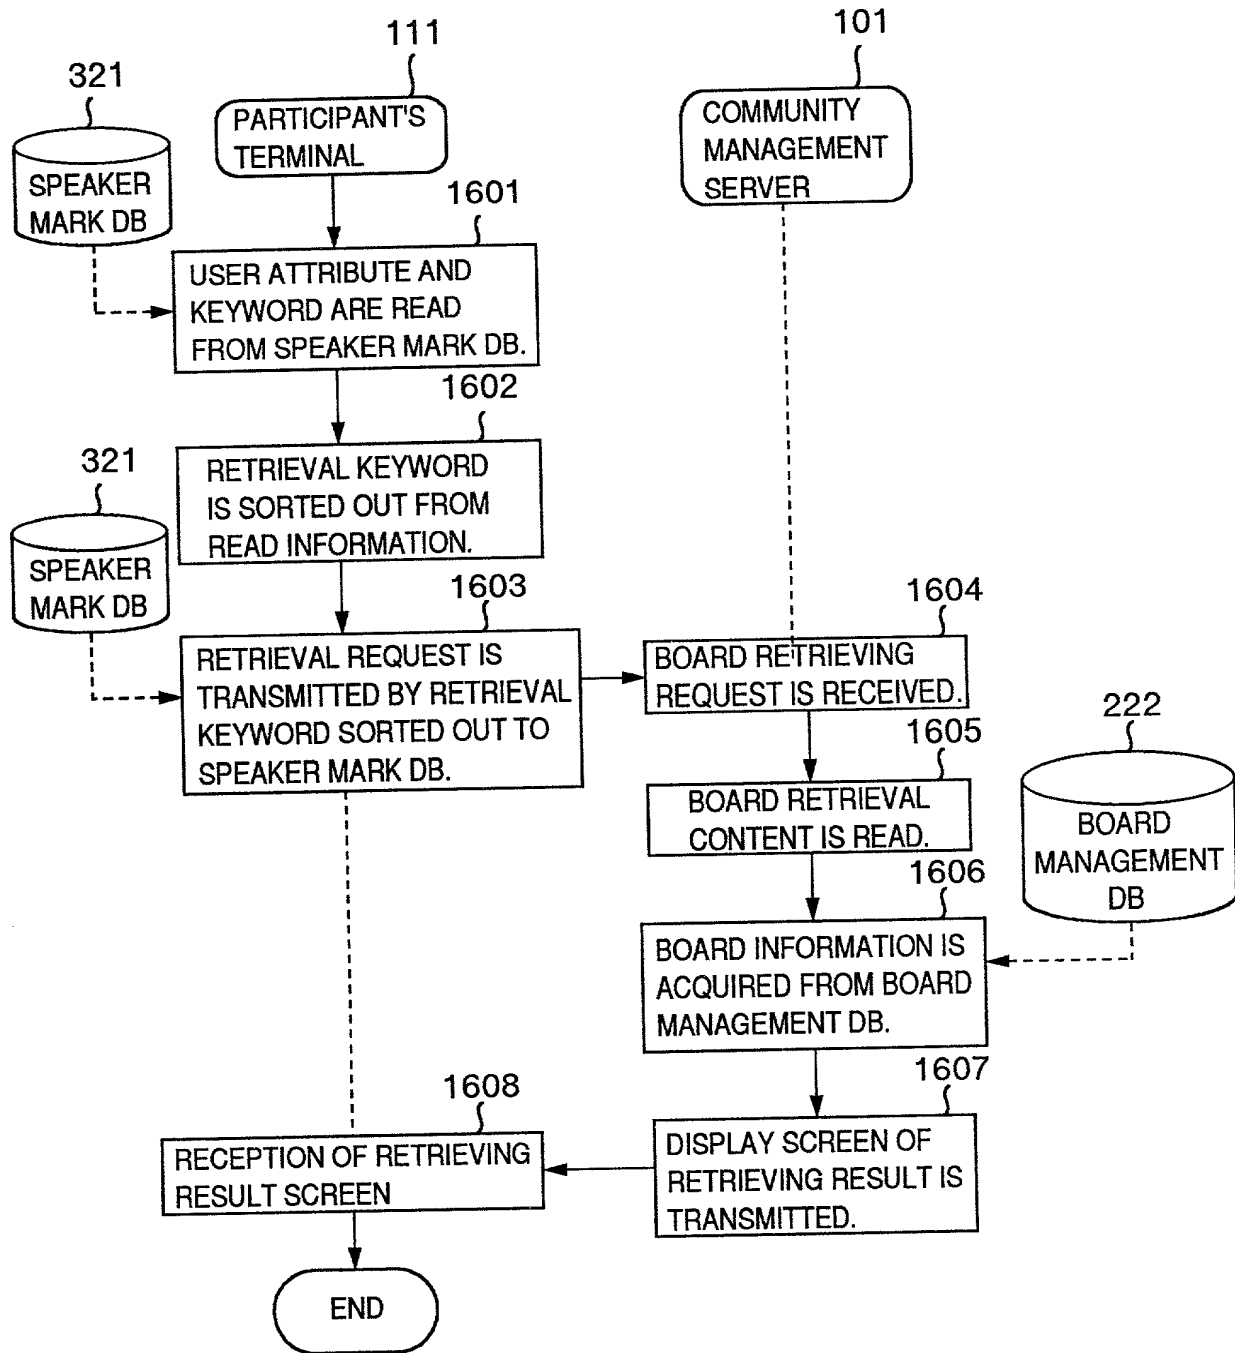 111
101
321
PARTICIPANT'S
TERMINAL
COMMUNITY
MANAGEMENT
SERVER
SPEAKER
MARK DB
1601
USER ATTRIBUTE AND
KEYWORD ARE READ
FROM SPEAKER MARK DB.
1602
RETRIEVAL KEYWORD
IS SORTED OUT FROM
READ INFORMATION.
321
SPEAKER
MARK DB
1603
RETRIEVAL REQUEST IS
TRANSMITTED BY RETRIEVAL
KEYWORD SORTED OUT TO
SPEAKER MARK DB.
1604
BOARD RETRIEVING
REQUEST IS RECEIVED.
1605
BOARD RETRIEVAL
CONTENT IS READ.
222
BOARD
MANAGEMENT
DB
1606
BOARD INFORMATION IS
ACQUIRED FROM BOARD
MANAGEMENT DB.
1607
DISPLAY SCREEN OF
RETRIEVING RESULT IS
TRANSMITTED.
1608
RECEPTION OF RETRIEVING
RESULT SCREEN
END